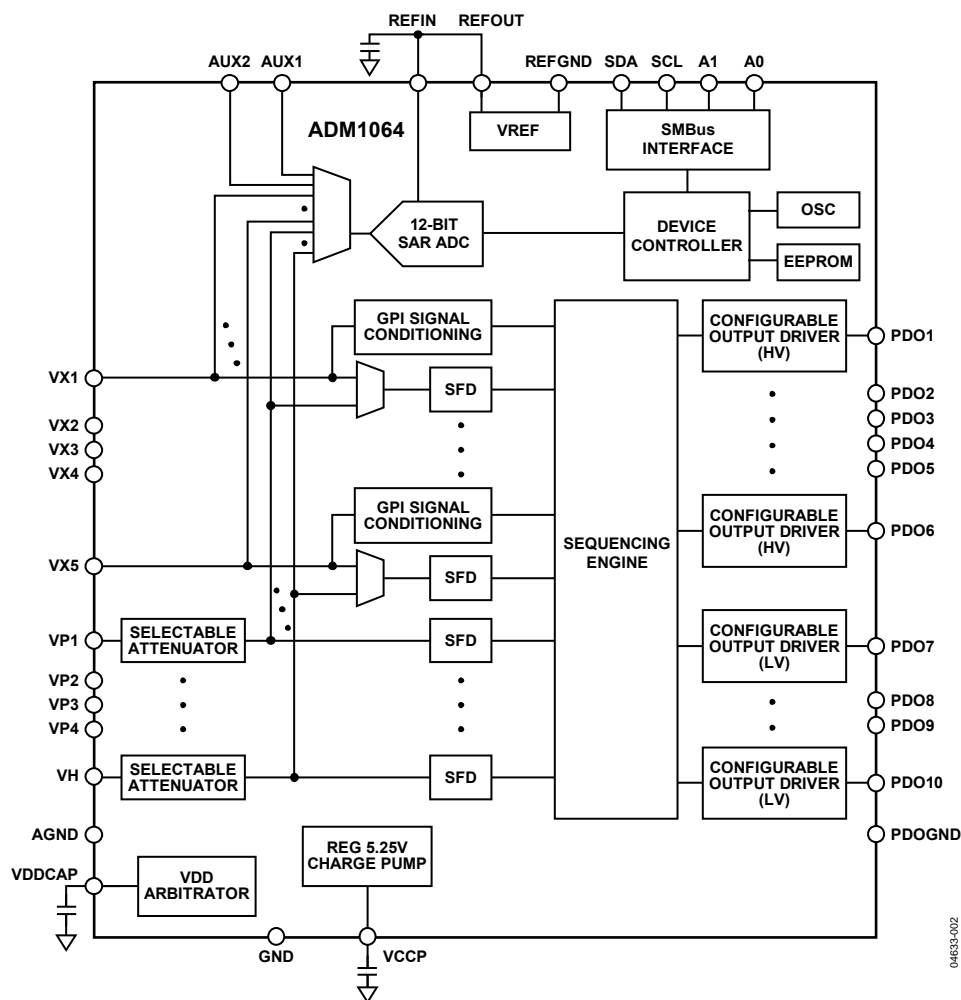 REFIN REFOUT
AUX2 AUX1 REFGND SDA SCL A1 A0
ADM1064
VREF
SMBus
INTERFACE
12-BIT
SAR ADC
DEVICE
CONTROLLER
OSC
EEPROM
GPI SIGNAL
CONDITIONING
CONFIGURABLE
OUTPUT DRIVER
(HV)
PDO1
VX1
SFD
PDO2
VX2
PDO3
VX3
PDO4
VX4
PDO5
GPI SIGNAL
CONDITIONING
SEQUENCING
ENGINE
CONFIGURABLE
OUTPUT DRIVER
(HV)
PDO6
VX5
SFD
VP1
SELECTABLE
ATTENUATOR
SFD
CONFIGURABLE
OUTPUT DRIVER
(LV)
PDO7
VP2
PDO8
VP3
PDO9
VP4
VH
SELECTABLE
ATTENUATOR
SFD
CONFIGURABLE
OUTPUT DRIVER
(LV)
PDO10
AGND
PDOGND
REG 5.25V
CHARGE PUMP
VDDCAP
VDD
ARBITRATOR
GND
VCCP
04633-002